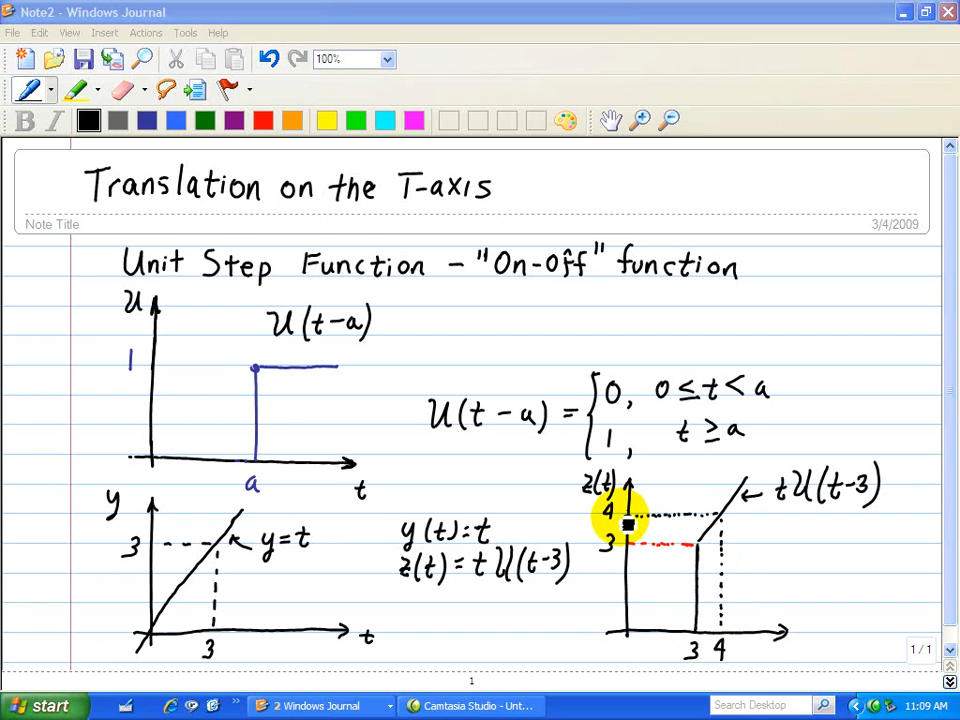 Note2 - Windows Journal
File Edit View Insert Actions Tools Help
100%
B I
Translation on the T-axis
Note Title
3/4/2009
Unit Step Function - "On-Off" function
U
U(t-a)
1
a
t
U(t-a) = { 0, 0 ≤ t < a
1, t ≥ a
y
3
y=t
3
t
y(t)=t
z(t) = t U(t-3)
z(t)
4
3
t U(t-3)
3 4
1 / 1
1
start
2 Windows Journal
Camtasia Studio - Unt...
Search Desktop
11:09 AM